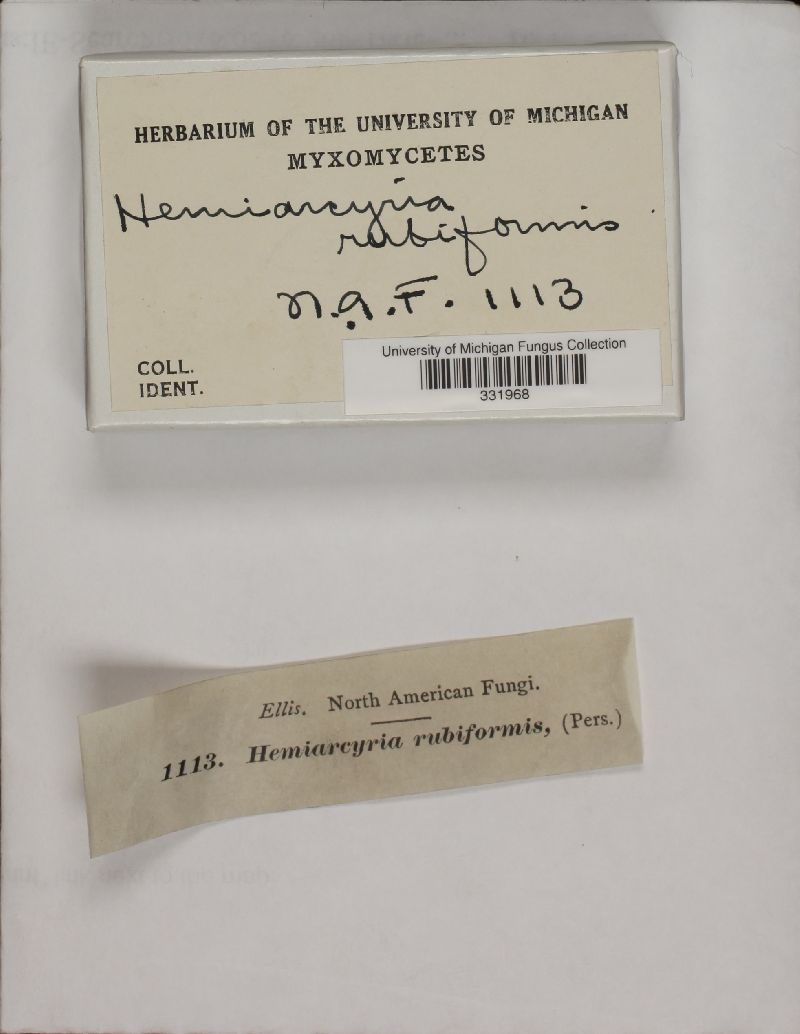 HERBARIUM OF THE UNIVERSITY OF MICHIGAN
MYXOMYCETES
Hemiarcyria
rubiformis
N.A.F. 1113
COLL.
IDENT.
University of Michigan Fungus Collection
331968
Ellis. North American Fungi.
1113. Hemiarcyria rubiformis, (Pers.)